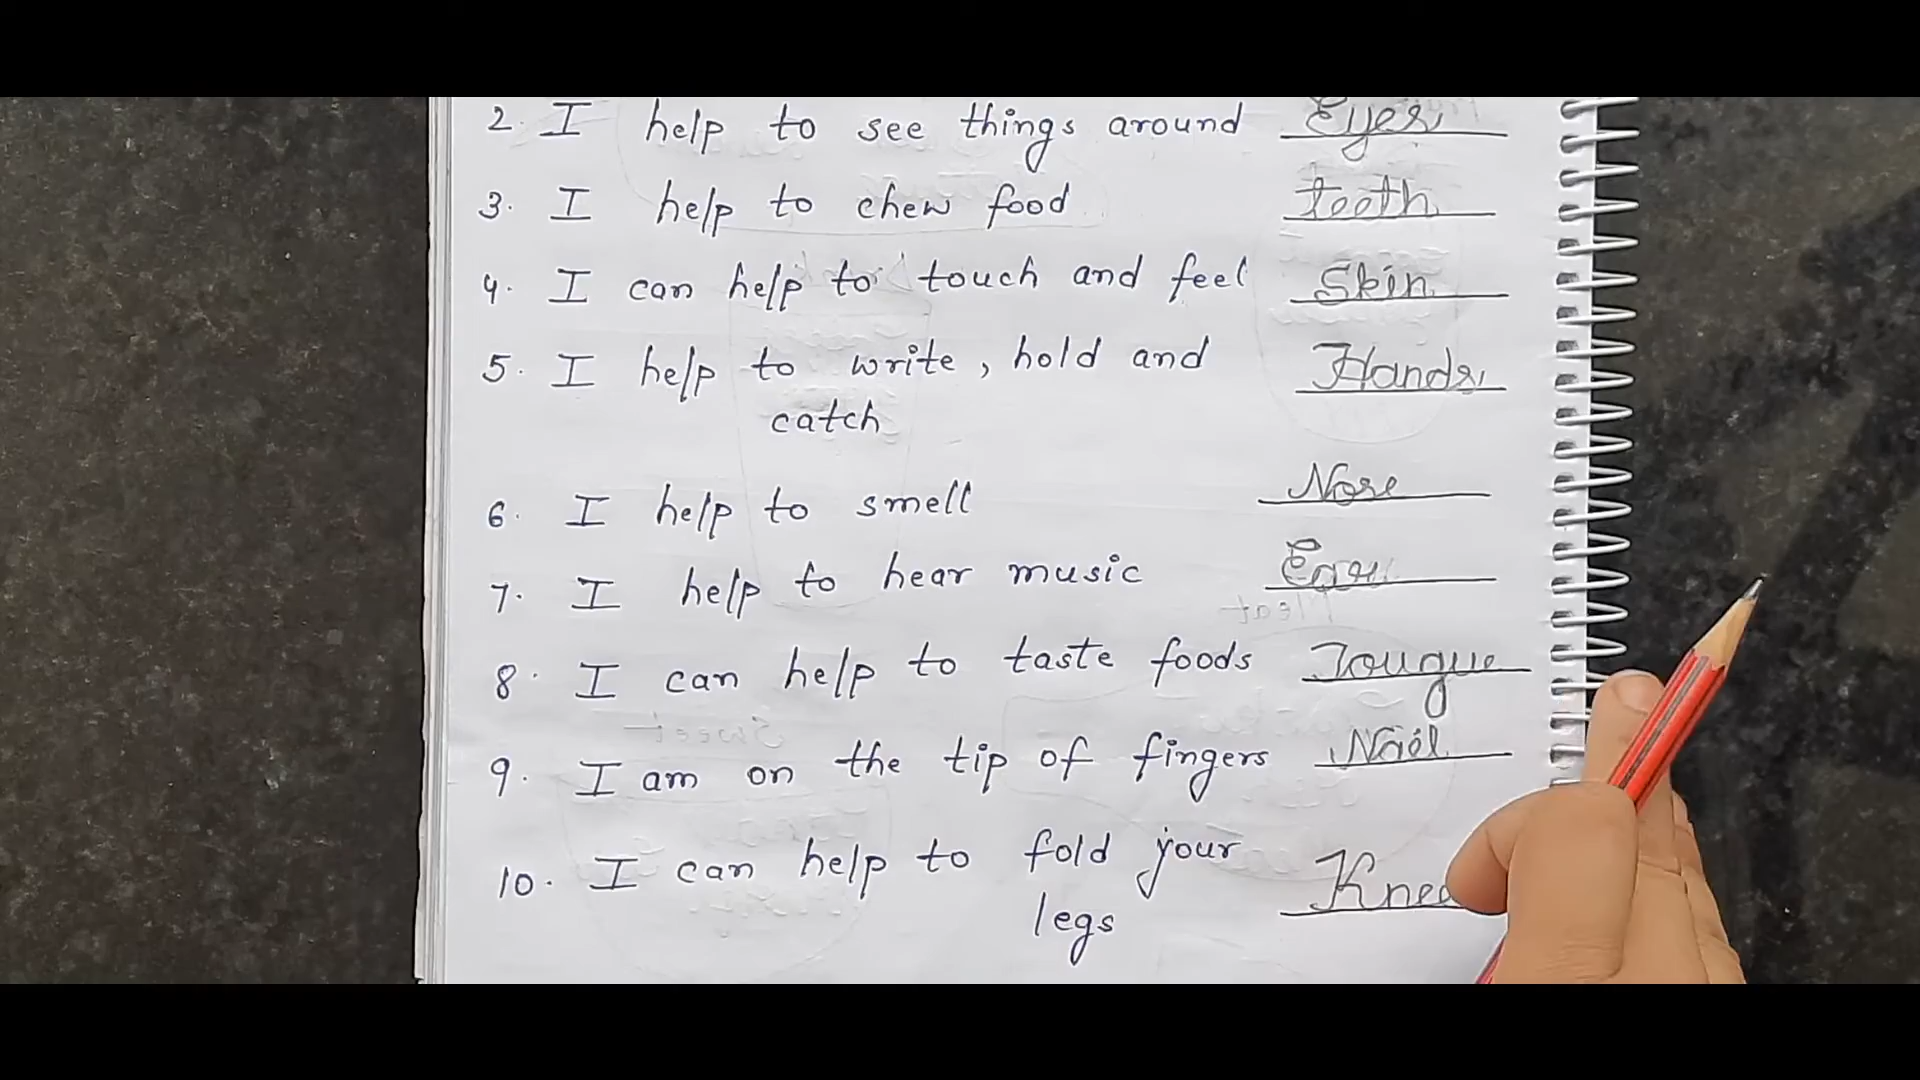 2. I help to see things around Eyes
3. I help to chew food teeth
4. I can help to touch and feel Skin
5. I help to write, hold and Hands
catch
6. I help to smell Nose
7. I help to hear music Ears
8. I can help to taste foods Tougue
9. I am on the tip of fingers Nail
10. I can help to fold your Knee
legs